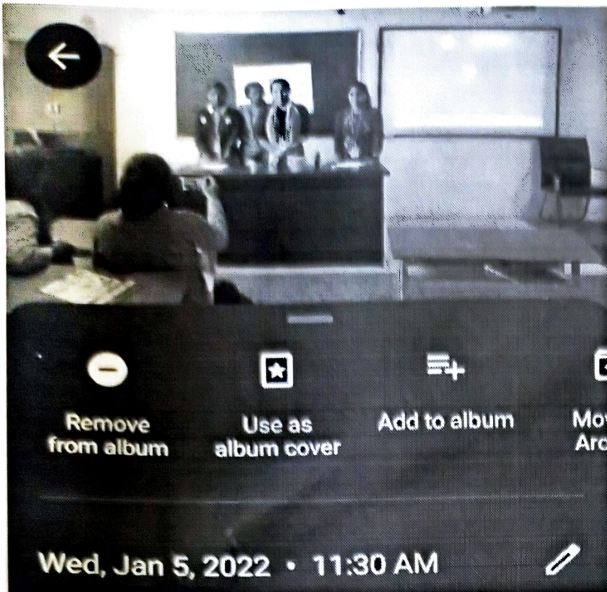 Remove
from album
Use as
album cover
Add to album
Wed, Jan 5, 2022 • 11:30 AM